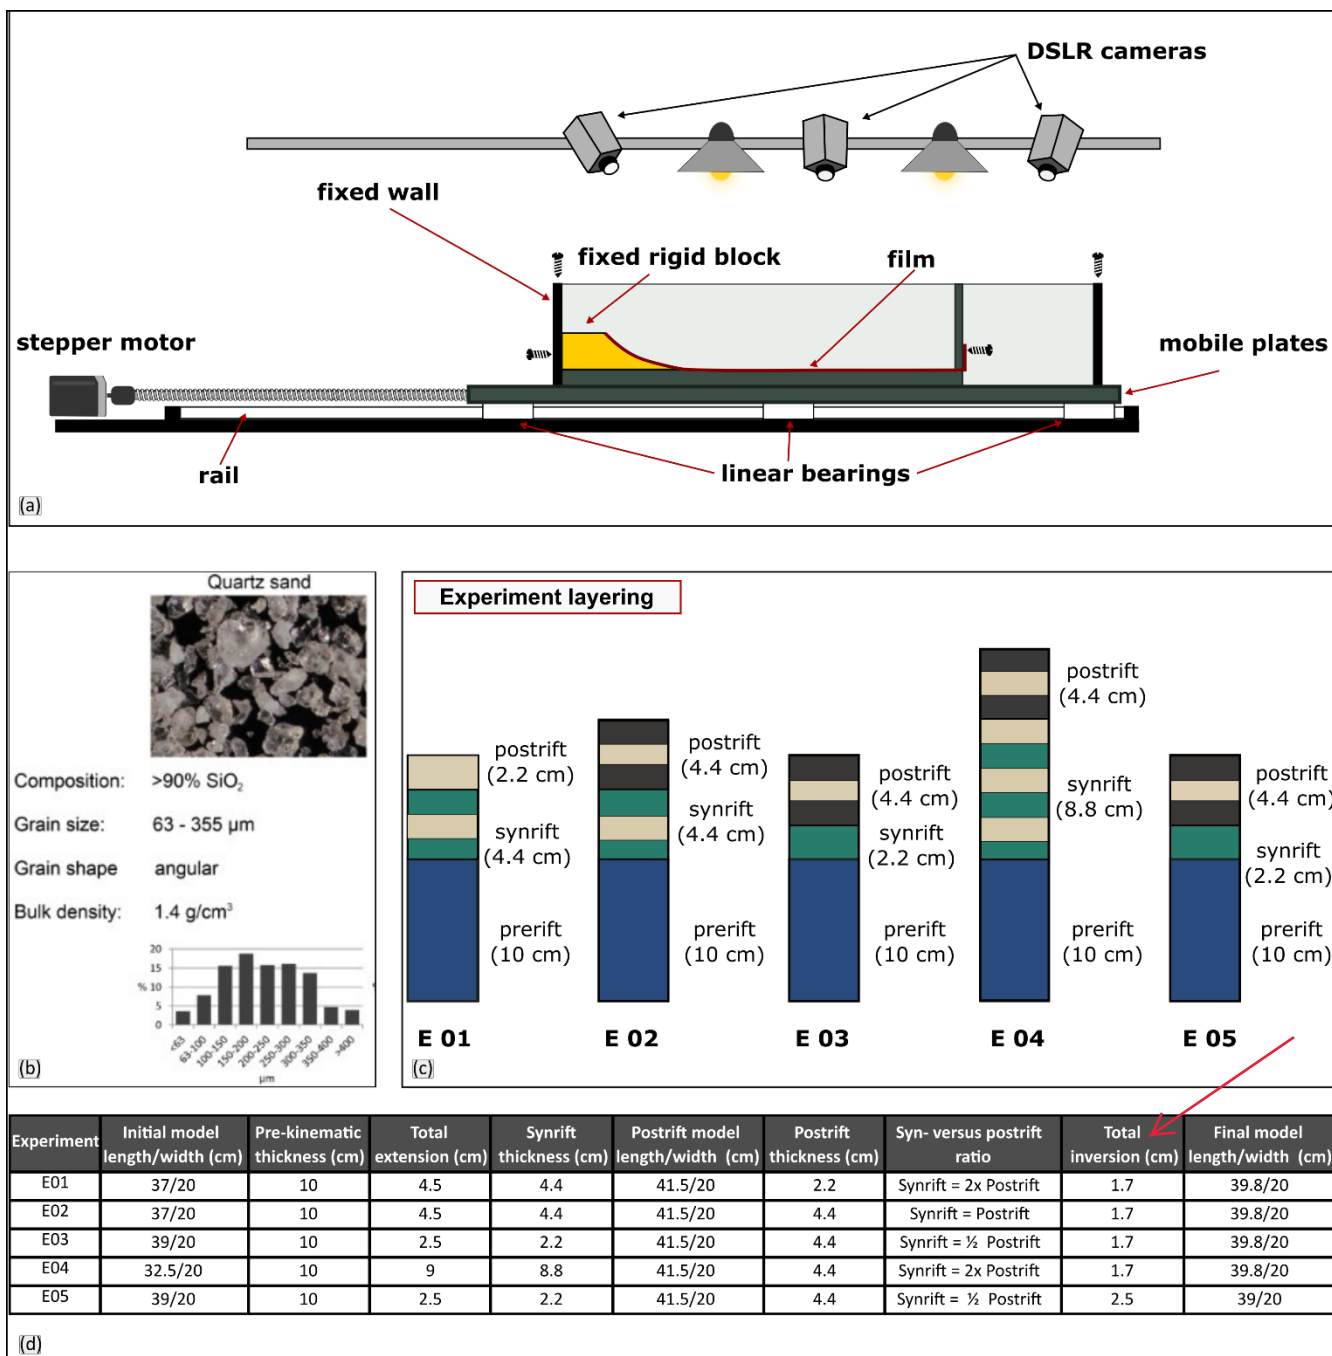 DSLR cameras
fixed wall
fixed rigid block
film
stepper motor
mobile plates
rail
linear bearings
(a)
Quartz sand
Composition: >90% SiO₂
Grain size: 63 - 355 µm
Grain shape angular
Bulk density: 1.4 g/cm³
20
15
% 10
5
0
<63
63-100
100-150
150-200
200-250
250-300
300-350
350-400
>400
µm
(b)
Experiment layering
postrift
(2.2 cm)
synrift
(4.4 cm)
prerift
(10 cm)
E 01
postrift
(4.4 cm)
synrift
(4.4 cm)
prerift
(10 cm)
E 02
postrift
(4.4 cm)
synrift
(2.2 cm)
prerift
(10 cm)
E 03
postrift
(4.4 cm)
synrift
(8.8 cm)
prerift
(10 cm)
E 04
postrift
(4.4 cm)
synrift
(2.2 cm)
prerift
(10 cm)
E 05
(c)
Experiment Initial model length/width (cm) Pre-kinematic thickness (cm) Total extension (cm) Synrift thickness (cm) Postrift model length/width (cm) Postrift thickness (cm) Syn- versus postrift ratio Total inversion (cm) Final model length/width (cm)
E01 37/20 10 4.5 4.4 41.5/20 2.2 Synrift = 2x Postrift 1.7 39.8/20
E02 37/20 10 4.5 4.4 41.5/20 4.4 Synrift = Postrift 1.7 39.8/20
E03 39/20 10 2.5 2.2 41.5/20 4.4 Synrift = ½ Postrift 1.7 39.8/20
E04 32.5/20 10 9 8.8 41.5/20 4.4 Synrift = 2x Postrift 1.7 39.8/20
E05 39/20 10 2.5 2.2 41.5/20 4.4 Synrift = ½ Postrift 2.5 39/20
(d)